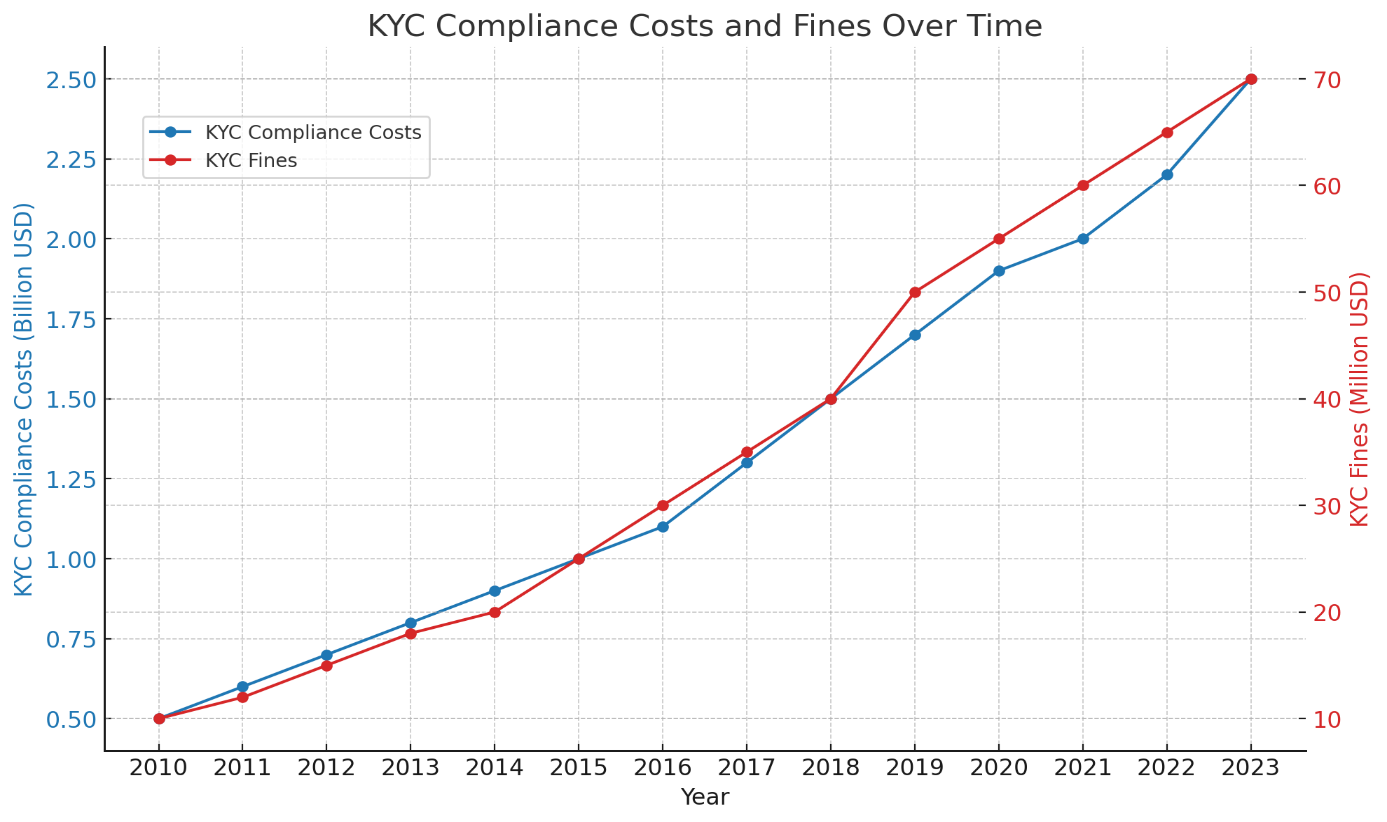 KYC Compliance Costs and Fines Over Time
KYC Compliance Costs (Billion USD)
2.50
2.25
2.00
1.75
1.50
1.25
1.00
0.75
0.50
KYC Compliance Costs
KYC Fines
70
60
50
40
30
20
10
KYC Fines (Million USD)
2010 2011 2012 2013 2014 2015 2016 2017 2018 2019 2020 2021 2022 2023
Year